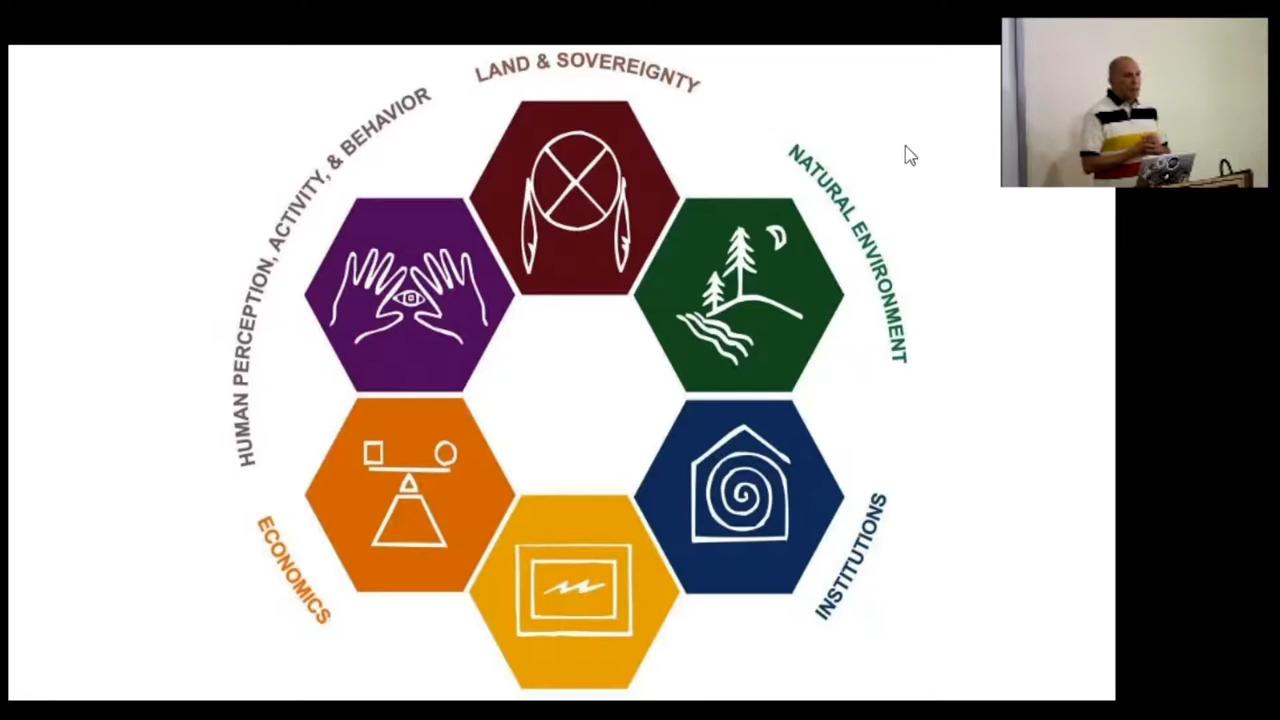 LAND & SOVEREIGNTY
HUMAN PERCEPTION, ACTIVITY, & BEHAVIOR
NATURAL ENVIRONMENT
ECONOMICS
INSTITUTIONS